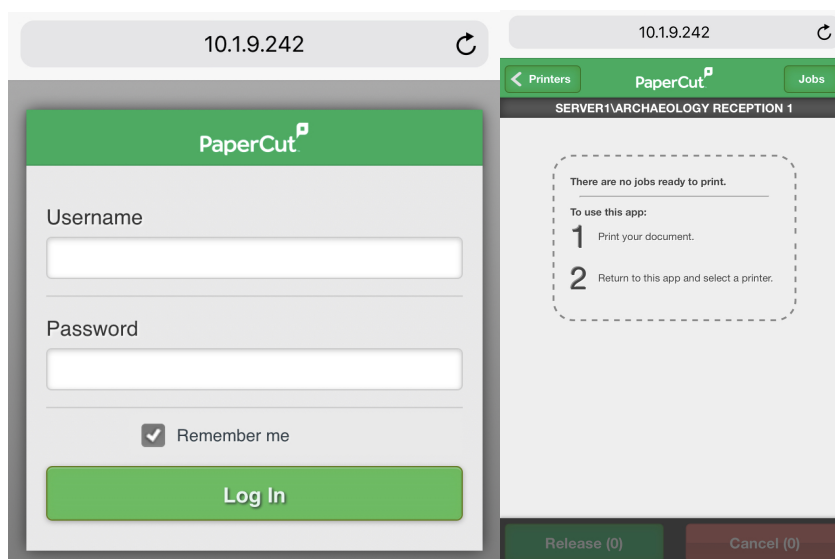 10.1.9.242
PaperCut
Username
Password
Remember me
Log In
10.1.9.242
Printers
PaperCut
Jobs
SERVER1\ARCHAEOLOGY RECEPTION 1
There are no jobs ready to print.
To use this app:
1 Print your document.
2 Return to this app and select a printer.
Release (0)
Cancel (0)